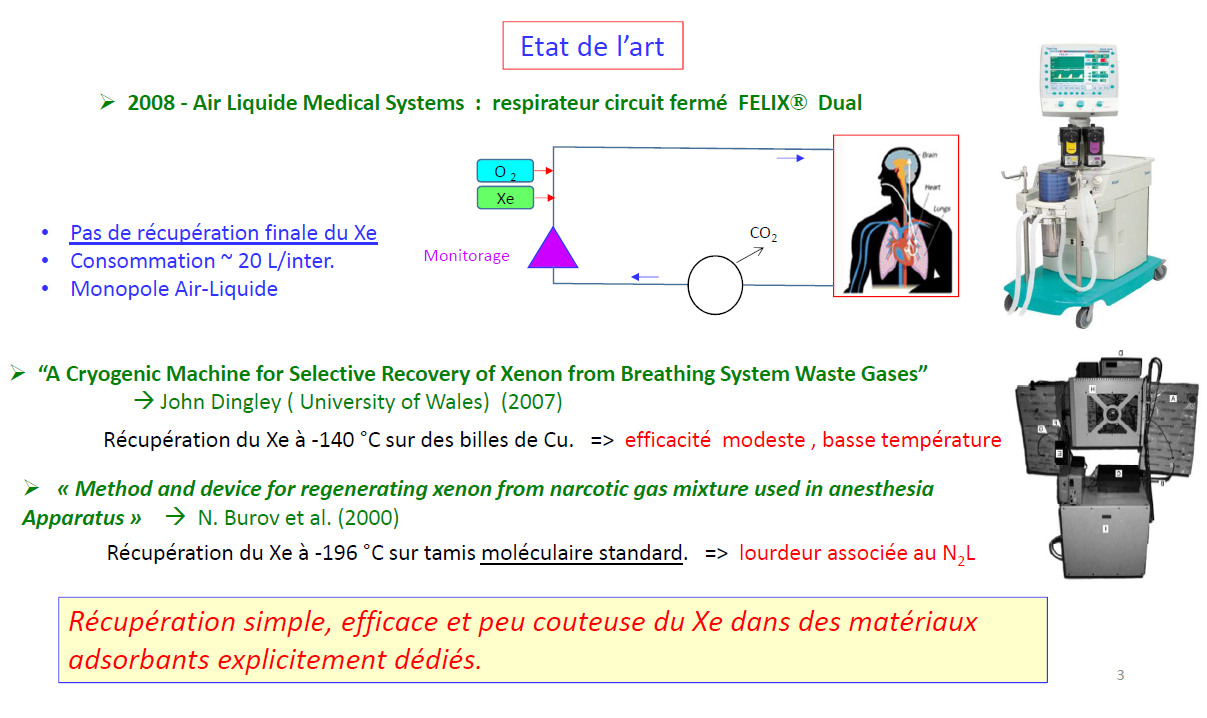 Etat de l’art
➢ 2008 - Air Liquide Medical Systems : respirateur circuit fermé FELIX® Dual
O 2
Xe
Monitorage
CO2
Brain
Heart
Lungs
• Pas de récupération finale du Xe
• Consommation ~ 20 L/inter.
• Monopole Air-Liquide
➢ “A Cryogenic Machine for Selective Recovery of Xenon from Breathing System Waste Gases”
→ John Dingley ( University of Wales) (2007)
Récupération du Xe à -140 °C sur des billes de Cu. => efficacité modeste , basse température
➢ « Method and device for regenerating xenon from narcotic gas mixture used in anesthesia
Apparatus » → N. Burov et al. (2000)
Récupération du Xe à -196 °C sur tamis moléculaire standard. => lourdeur associée au N2L
Récupération simple, efficace et peu couteuse du Xe dans des matériaux
adsorbants explicitement dédiés.
3